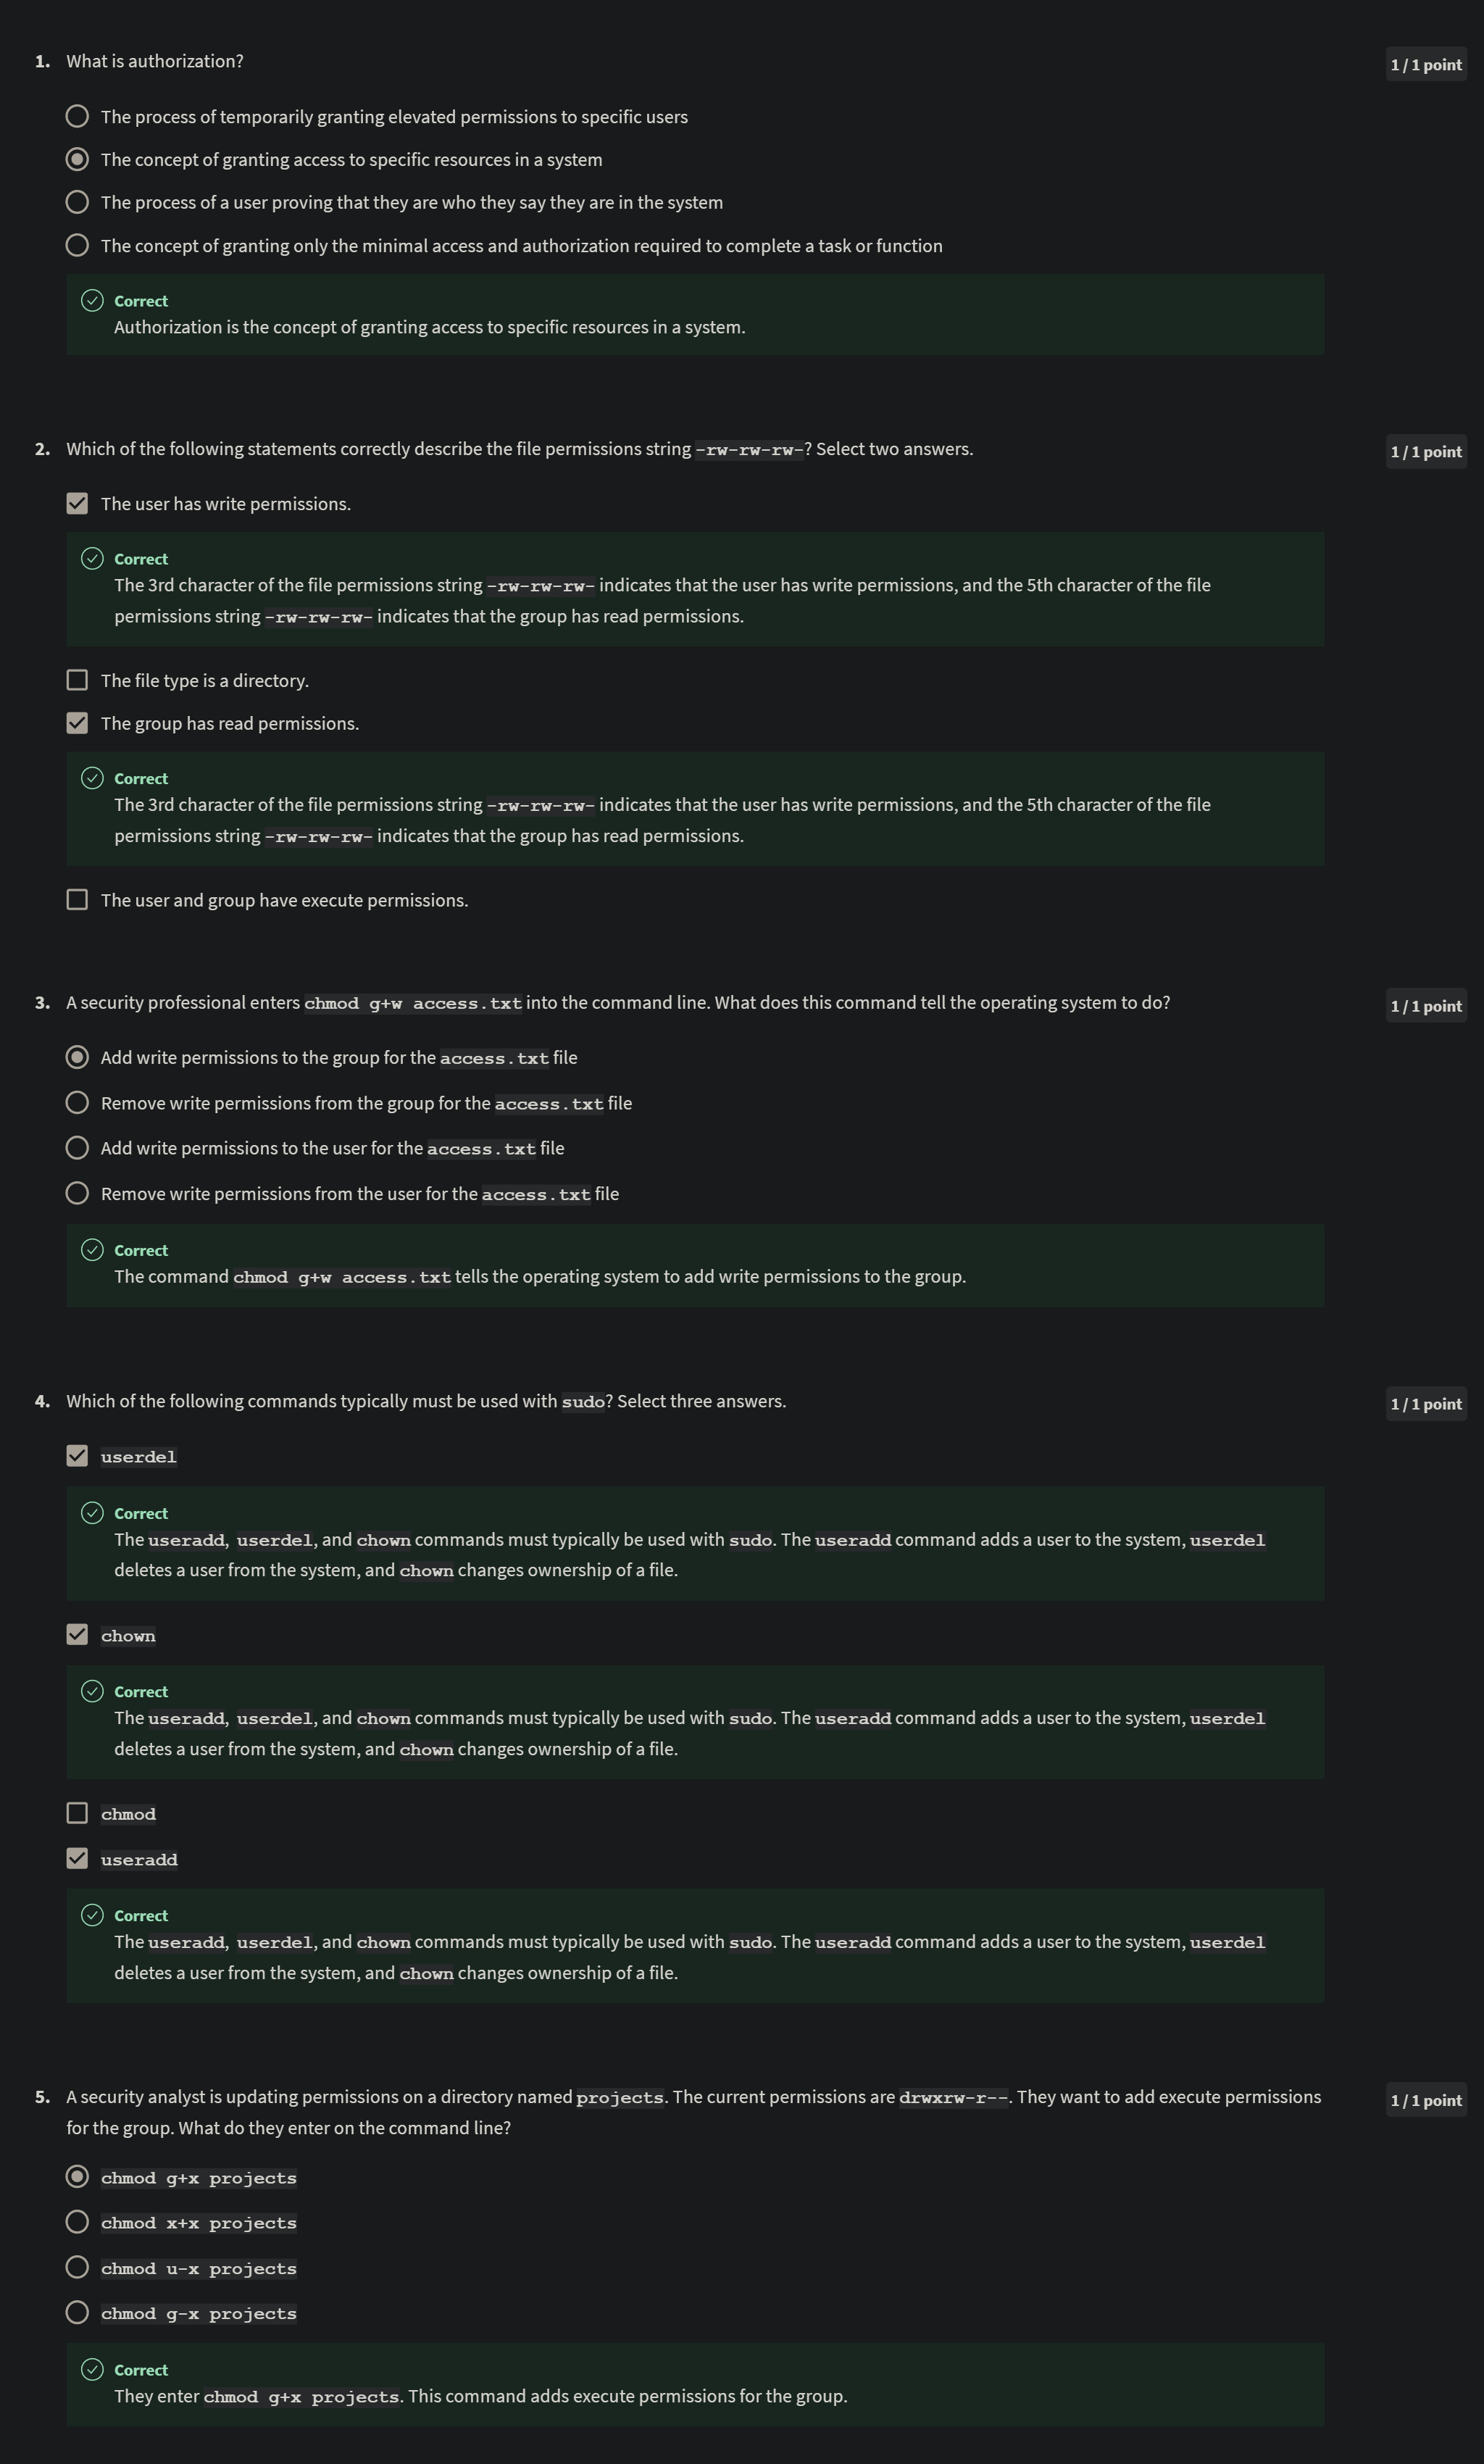 1. What is authorization?
1 / 1 point
The process of temporarily granting elevated permissions to specific users
The concept of granting access to specific resources in a system
The process of a user proving that they are who they say they are in the system
The concept of granting only the minimal access and authorization required to complete a task or function
Correct
Authorization is the concept of granting access to specific resources in a system.
2. Which of the following statements correctly describe the file permissions string -rw-rw-rw-? Select two answers.
1 / 1 point
The user has write permissions.
Correct
The 3rd character of the file permissions string -rw-rw-rw- indicates that the user has write permissions, and the 5th character of the file
permissions string -rw-rw-rw- indicates that the group has read permissions.
The file type is a directory.
The group has read permissions.
Correct
The 3rd character of the file permissions string -rw-rw-rw- indicates that the user has write permissions, and the 5th character of the file
permissions string -rw-rw-rw- indicates that the group has read permissions.
The user and group have execute permissions.
3. A security professional enters chmod g+w access.txt into the command line. What does this command tell the operating system to do?
1 / 1 point
Add write permissions to the group for the access.txt file
Remove write permissions from the group for the access.txt file
Add write permissions to the user for the access.txt file
Remove write permissions from the user for the access.txt file
Correct
The command chmod g+w access.txt tells the operating system to add write permissions to the group.
4. Which of the following commands typically must be used with sudo? Select three answers.
1 / 1 point
userdel
Correct
The useradd, userdel, and chown commands must typically be used with sudo. The useradd command adds a user to the system, userdel
deletes a user from the system, and chown changes ownership of a file.
chown
Correct
The useradd, userdel, and chown commands must typically be used with sudo. The useradd command adds a user to the system, userdel
deletes a user from the system, and chown changes ownership of a file.
chmod
useradd
Correct
The useradd, userdel, and chown commands must typically be used with sudo. The useradd command adds a user to the system, userdel
deletes a user from the system, and chown changes ownership of a file.
5. A security analyst is updating permissions on a directory named projects. The current permissions are drwxrw-r--. They want to add execute permissions
for the group. What do they enter on the command line?
1 / 1 point
chmod g+x projects
chmod x+x projects
chmod u-x projects
chmod g-x projects
Correct
They enter chmod g+x projects. This command adds execute permissions for the group.